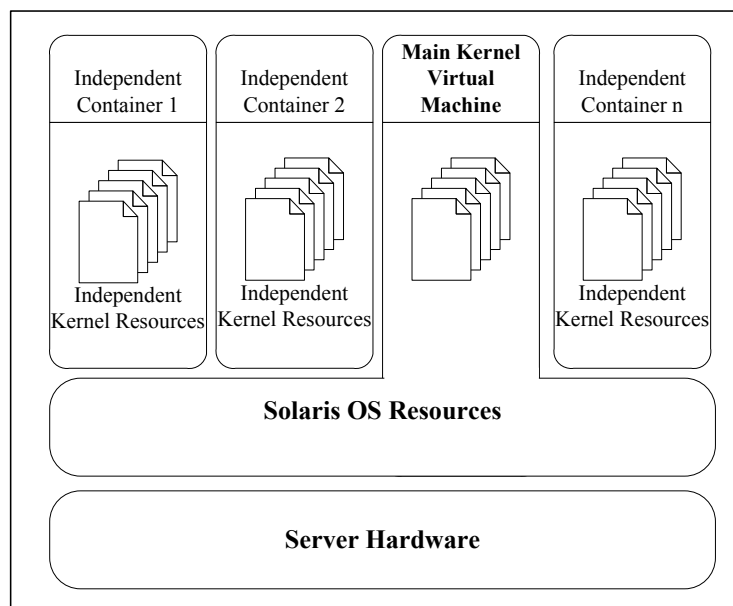 Independent
Container 1
Independent
Container 2
Main Kernel
Virtual
Machine
Independent
Container n
Independent
Kernel Resources
Independent
Kernel Resources
Independent
Kernel Resources
Solaris OS Resources
Server Hardware